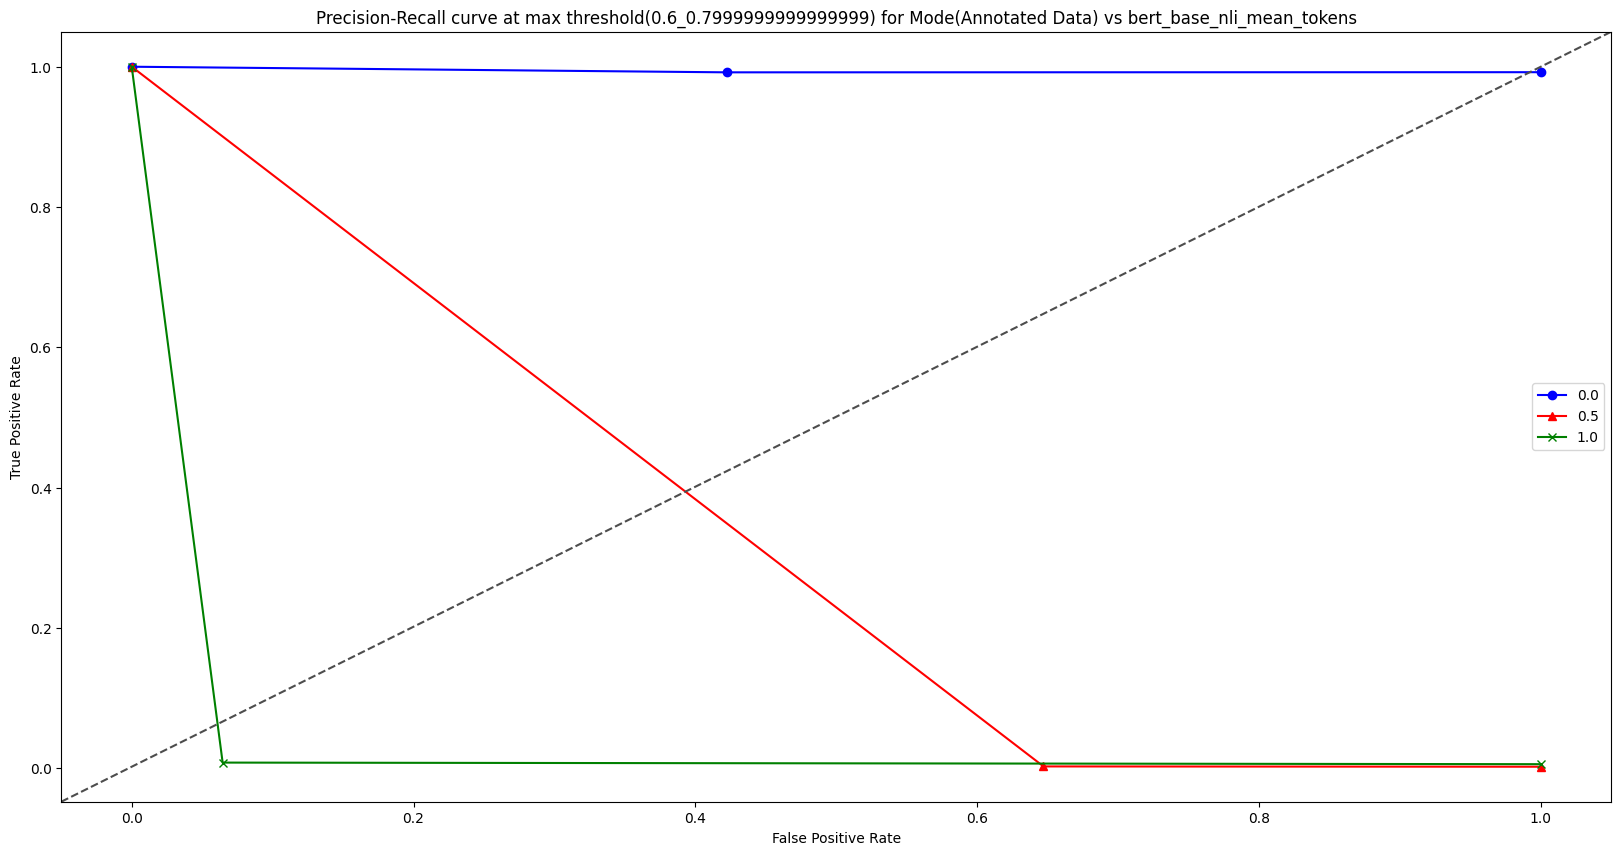 Precision-Recall curve at max threshold(0.6_0.7999999999999999) for Mode(Annotated Data) vs bert_base_nli_mean_tokens
1.0
0.8
0.6
0.4
0.2
0.0
True Positive Rate
0.0
0.5
1.0
0.0 0.2 0.4 0.6 0.8 1.0
False Positive Rate